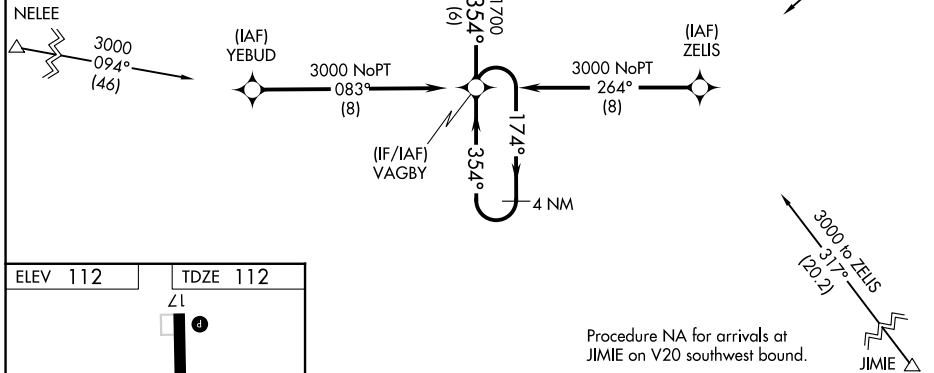 NELEE
3000
094°
(46)
(IAF)
YEBUD
3000 NoPT
083°
(8)
1700
354°
(6)
(IAF)
ZELIS
3000 NoPT
264°
(8)
(IF/IAF)
VAGBY
354°
174°
4 NM
3000 to ZELIS
317°
(20.2)
JIMIE
Procedure NA for arrivals at
JIMIE on V20 southwest bound.
ELEV 112
TDZE 112
17
P